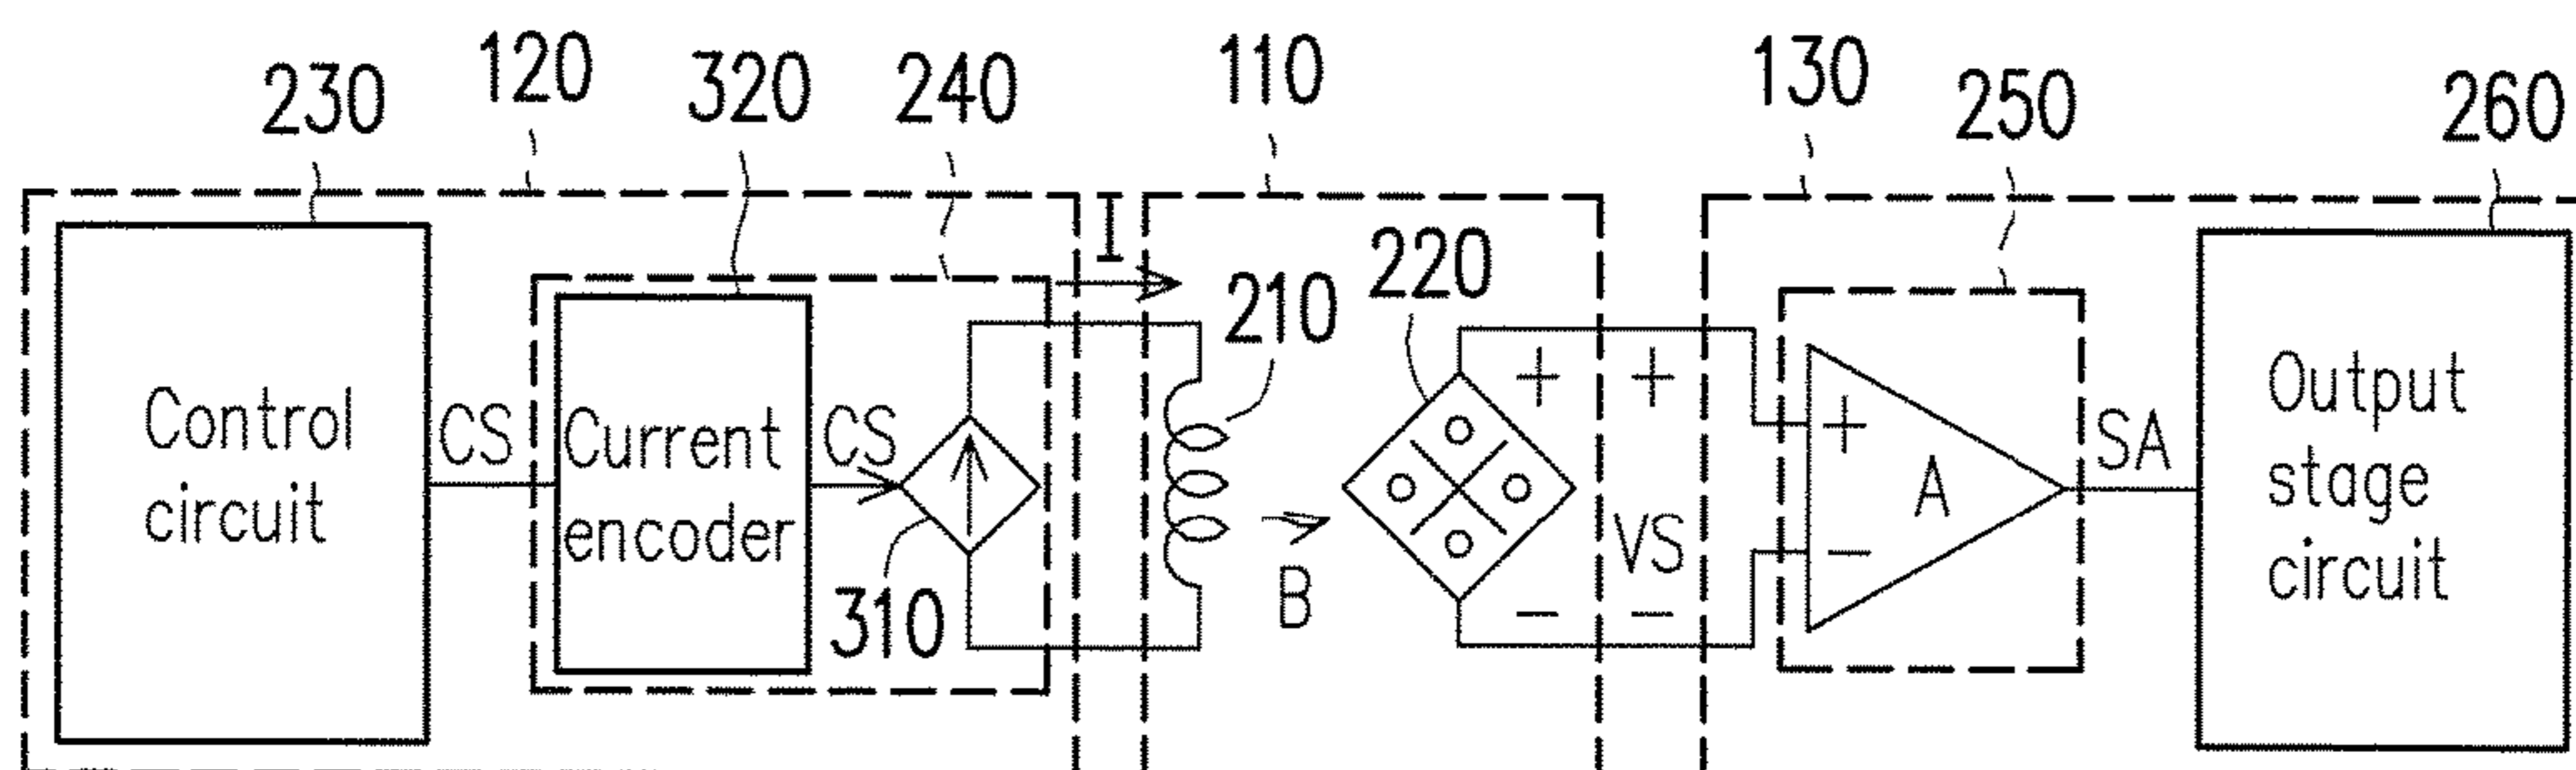 230
120
320
240
110
130
250
260
I
210
220
Control
circuit
CS
Current
encoder
CS
310
B
+
-
+
VS
-
+
-
A
SA
Output
stage
circuit